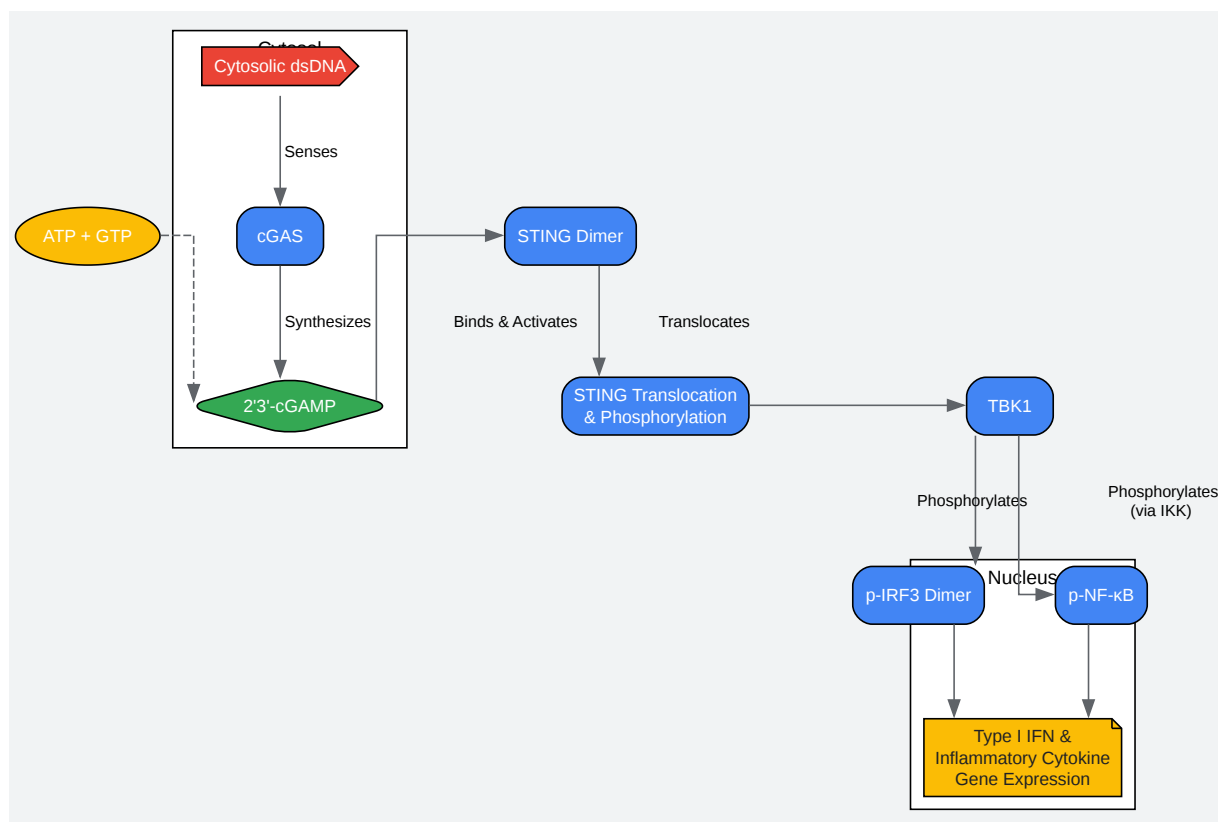 Cytosol
Cytosolic dsDNA
Senses
ATP + GTP
cGAS
STING Dimer
Synthesizes
Binds & Activates
Translocates
2'3'-cGAMP
STING Translocation
& Phosphorylation
TBK1
Phosphorylates
Phosphorylates
(via IKK)
Nucleus
p-IRF3 Dimer
p-NF-κB
Type I IFN &
Inflammatory Cytokine
Gene Expression